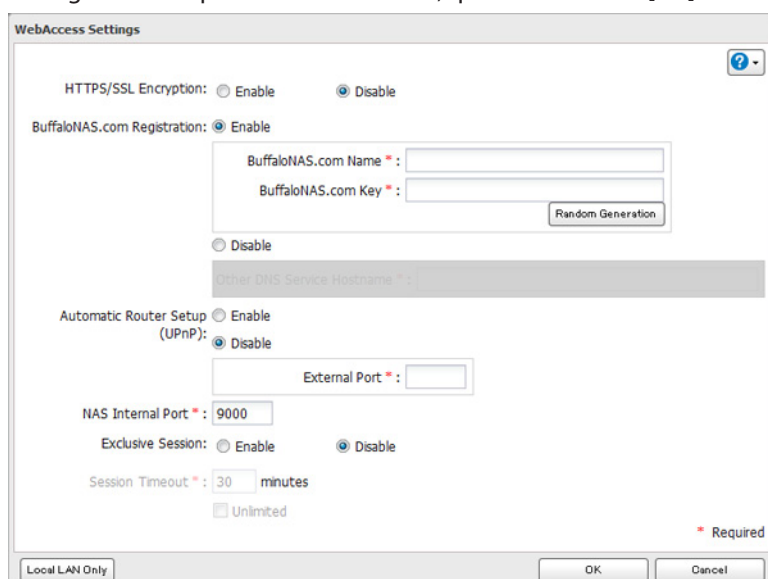 WebAccess Settings
HTTPS/SSL Encryption: Enable Disable
BuffaloNAS.com Registration: Enable
BuffaloNAS.com Name * :
BuffaloNAS.com Key * :
Random Generation
Disable
Other DNS Service Hostname * :
Automatic Router Setup Enable
(UPnP): Disable
External Port * :
NAS Internal Port * : 9000
Exclusive Session: Enable Disable
Session Timeout * : 30 minutes
Unlimited
* Required
Local LAN Only OK Cancel